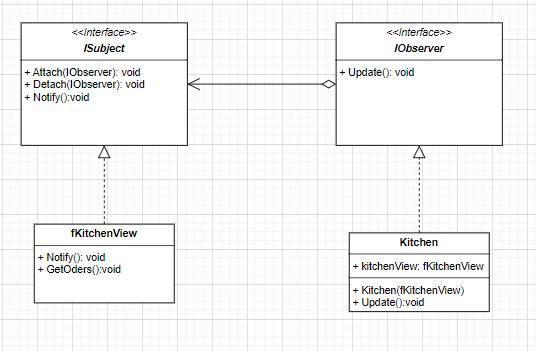 <<Interface>>
ISubject
+ Attach(IObserver): void
+ Detach(IObserver): void
+ Notify():void
<<Interface>>
IObserver
+ Update(): void
fKitchenView
+ Notify(): void
+ GetOders():void
Kitchen
+ kitchenView: fKitchenView
+ Kitchen(fKitchenView)
+ Update():void